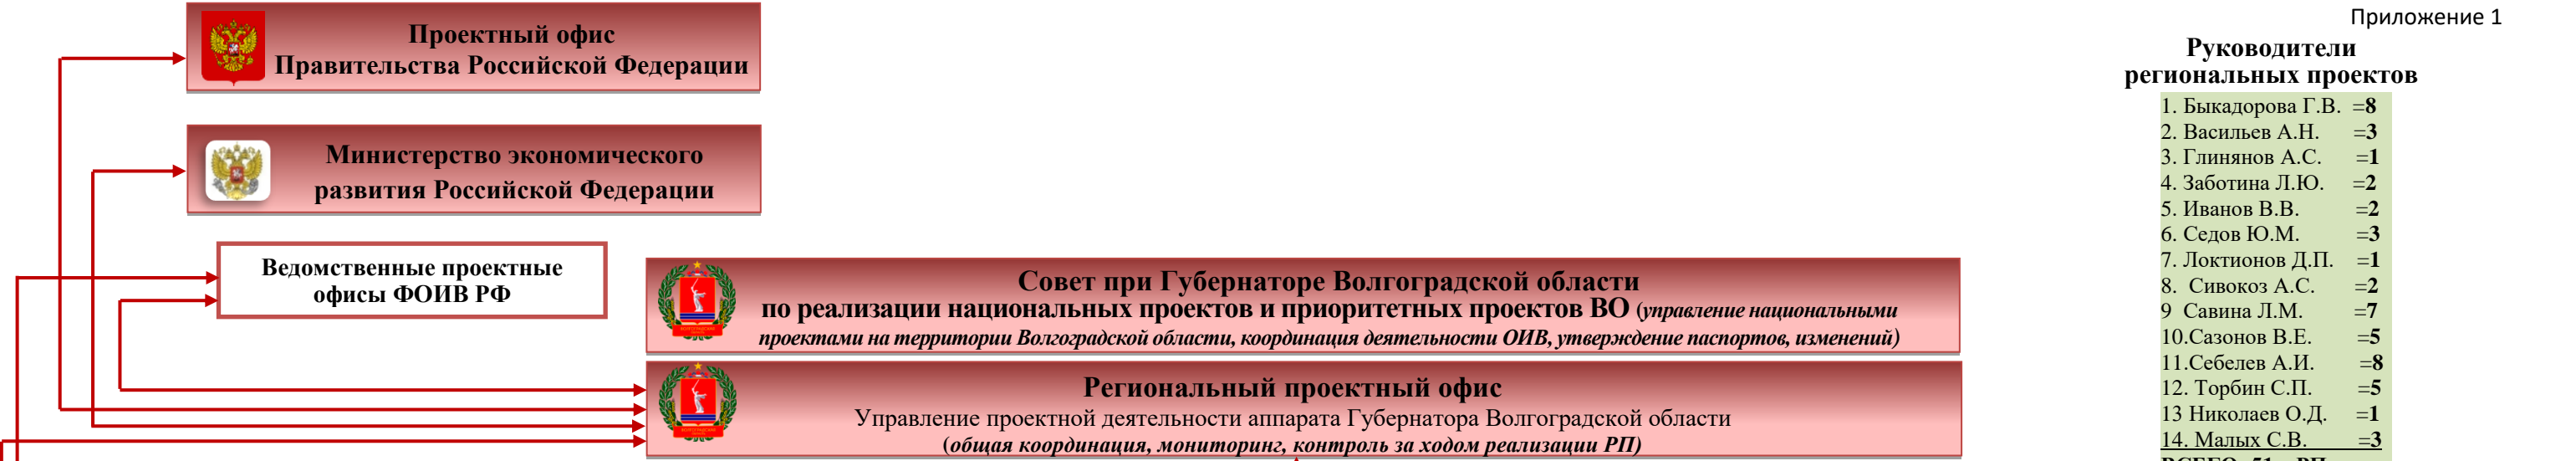 Приложение 1
Проектный офис
Правительства Российской Федерации
Министерство экономического
развития Российской Федерации
Ведомственные проектные
офисы ФОИВ РФ
Совет при Губернаторе Волгоградской области
по реализации национальных проектов и приоритетных проектов ВО (управление национальными
проектами на территории Волгоградской области, координация деятельности ОИВ, утверждение паспортов, изменений)
Региональный проектный офис
Управление проектной деятельности аппарата Губернатора Волгоградской области
(общая координация, мониторинг, контроль за ходом реализации РП)
Руководители
региональных проектов
1. Быкадорова Г.В. =8
2. Васильев А.Н. =3
3. Глинянов А.С. =1
4. Заботина Л.Ю. =2
5. Иванов В.В. =2
6. Седов Ю.М. =3
7. Локтионов Д.П. =1
8. Сивокоз А.С. =2
9 Савина Л.М. =7
10.Сазонов В.Е. =5
11.Себелев А.И. =8
12. Торбин С.П. =5
13 Николаев О.Д. =1
14. Малых С.В. =3